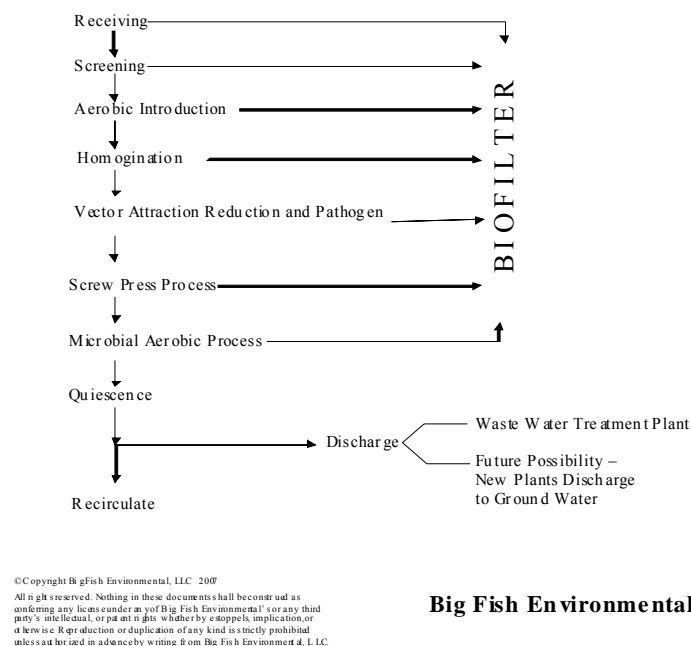 Receiving
Screening
Aerobic Introduction
Homogination
Vector Attraction Reduction and Pathogen
Screw Press Process
Microbial Aerobic Process
Quiescence
Recirculate
BIOFILTER
Discharge
Waste Water Treatment Plant
Future Possibility –
New Plants Discharge
to Ground Water
©Copyright BigFish Environmental, LLC 2007
All rights reserved. Nothing in these documents shall be construed as
conferring any license under any of Big Fish Environmental's or any third
party's intellectual, or patent rights whether by estoppels, implication, or
otherwise. Reproduction or duplication of any kind is strictly prohibited
unless authorized in advance by writing from Big Fish Environmental, LLC.
Big Fish Environmental